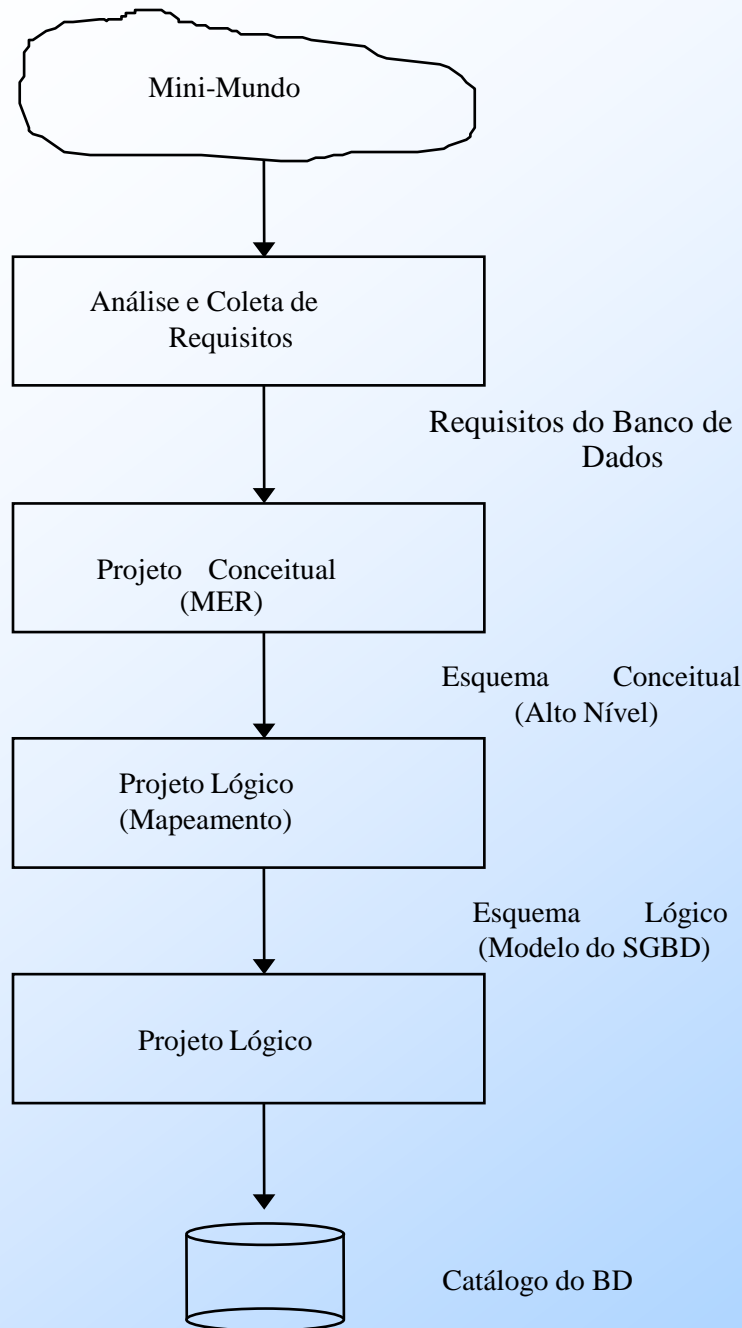 Mini-Mundo
Análise e Coleta de
Requisitos
Requisitos do Banco de
Dados
Projeto Conceitual
(MER)
Esquema Conceitual
(Alto Nível)
Projeto Lógico
(Mapeamento)
Esquema Lógico
(Modelo do SGBD)
Projeto Lógico
Catálogo do BD